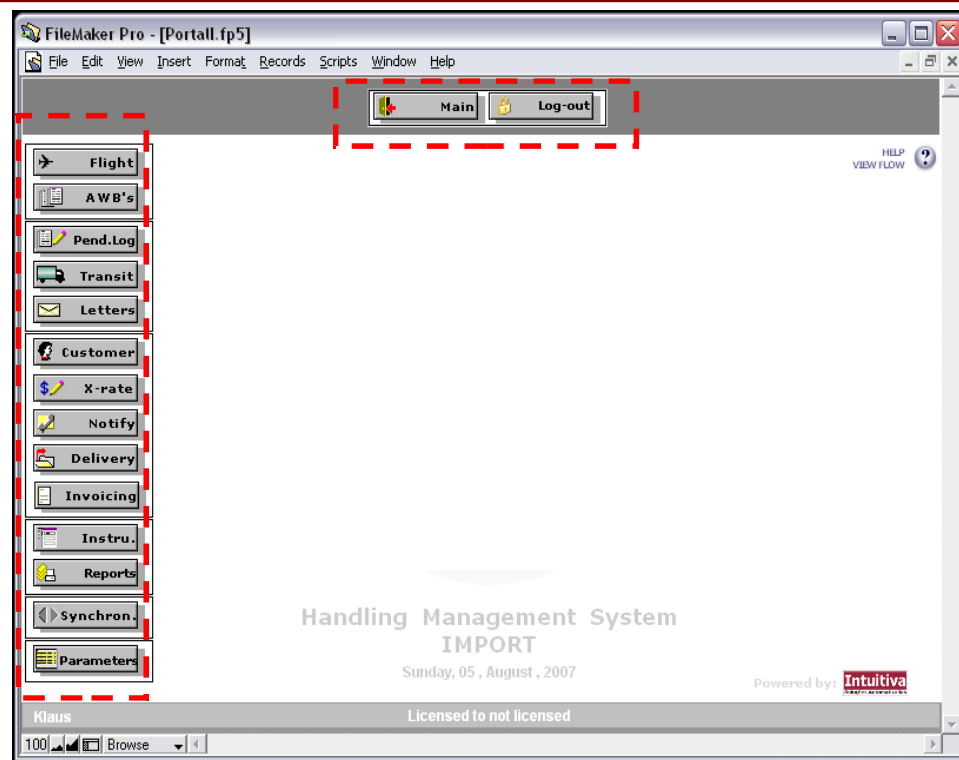 FileMaker Pro - [Portall.fp5]
File Edit View Insert Format Records Scripts Window Help
Main Log-out
HELP
VIEW FLOW
Flight
AWB's
Pend.Log
Transit
Letters
Customer
X-rate
Notify
Delivery
Invoicing
Instru.
Reports
Synchron.
Parameters
Handling Management System
IMPORT
Sunday, 05 , August , 2007
Powered by: Intuitiva
Klaus Licensed to not licensed
100 Browse